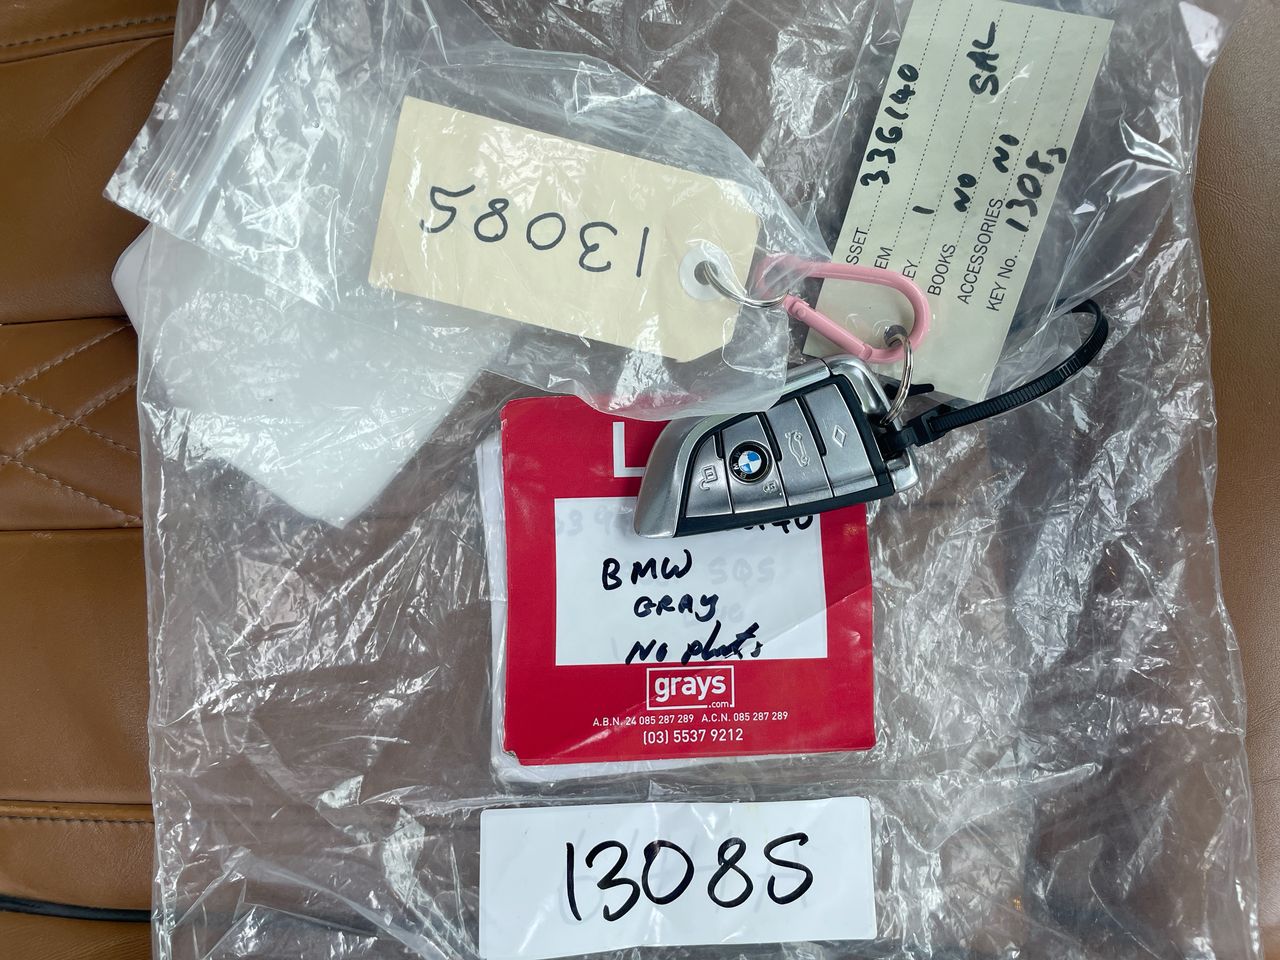 13085
ASSET 336140
ITEM
KEY 1
BOOKS NO SAL
ACCESSORIES NO
KEY No. 13085
L
BMW
GRAY
No plates
grays
.com
A.B.N. 24 085 287 289 A.C.N. 085 287 289
(03) 5537 9212
13085